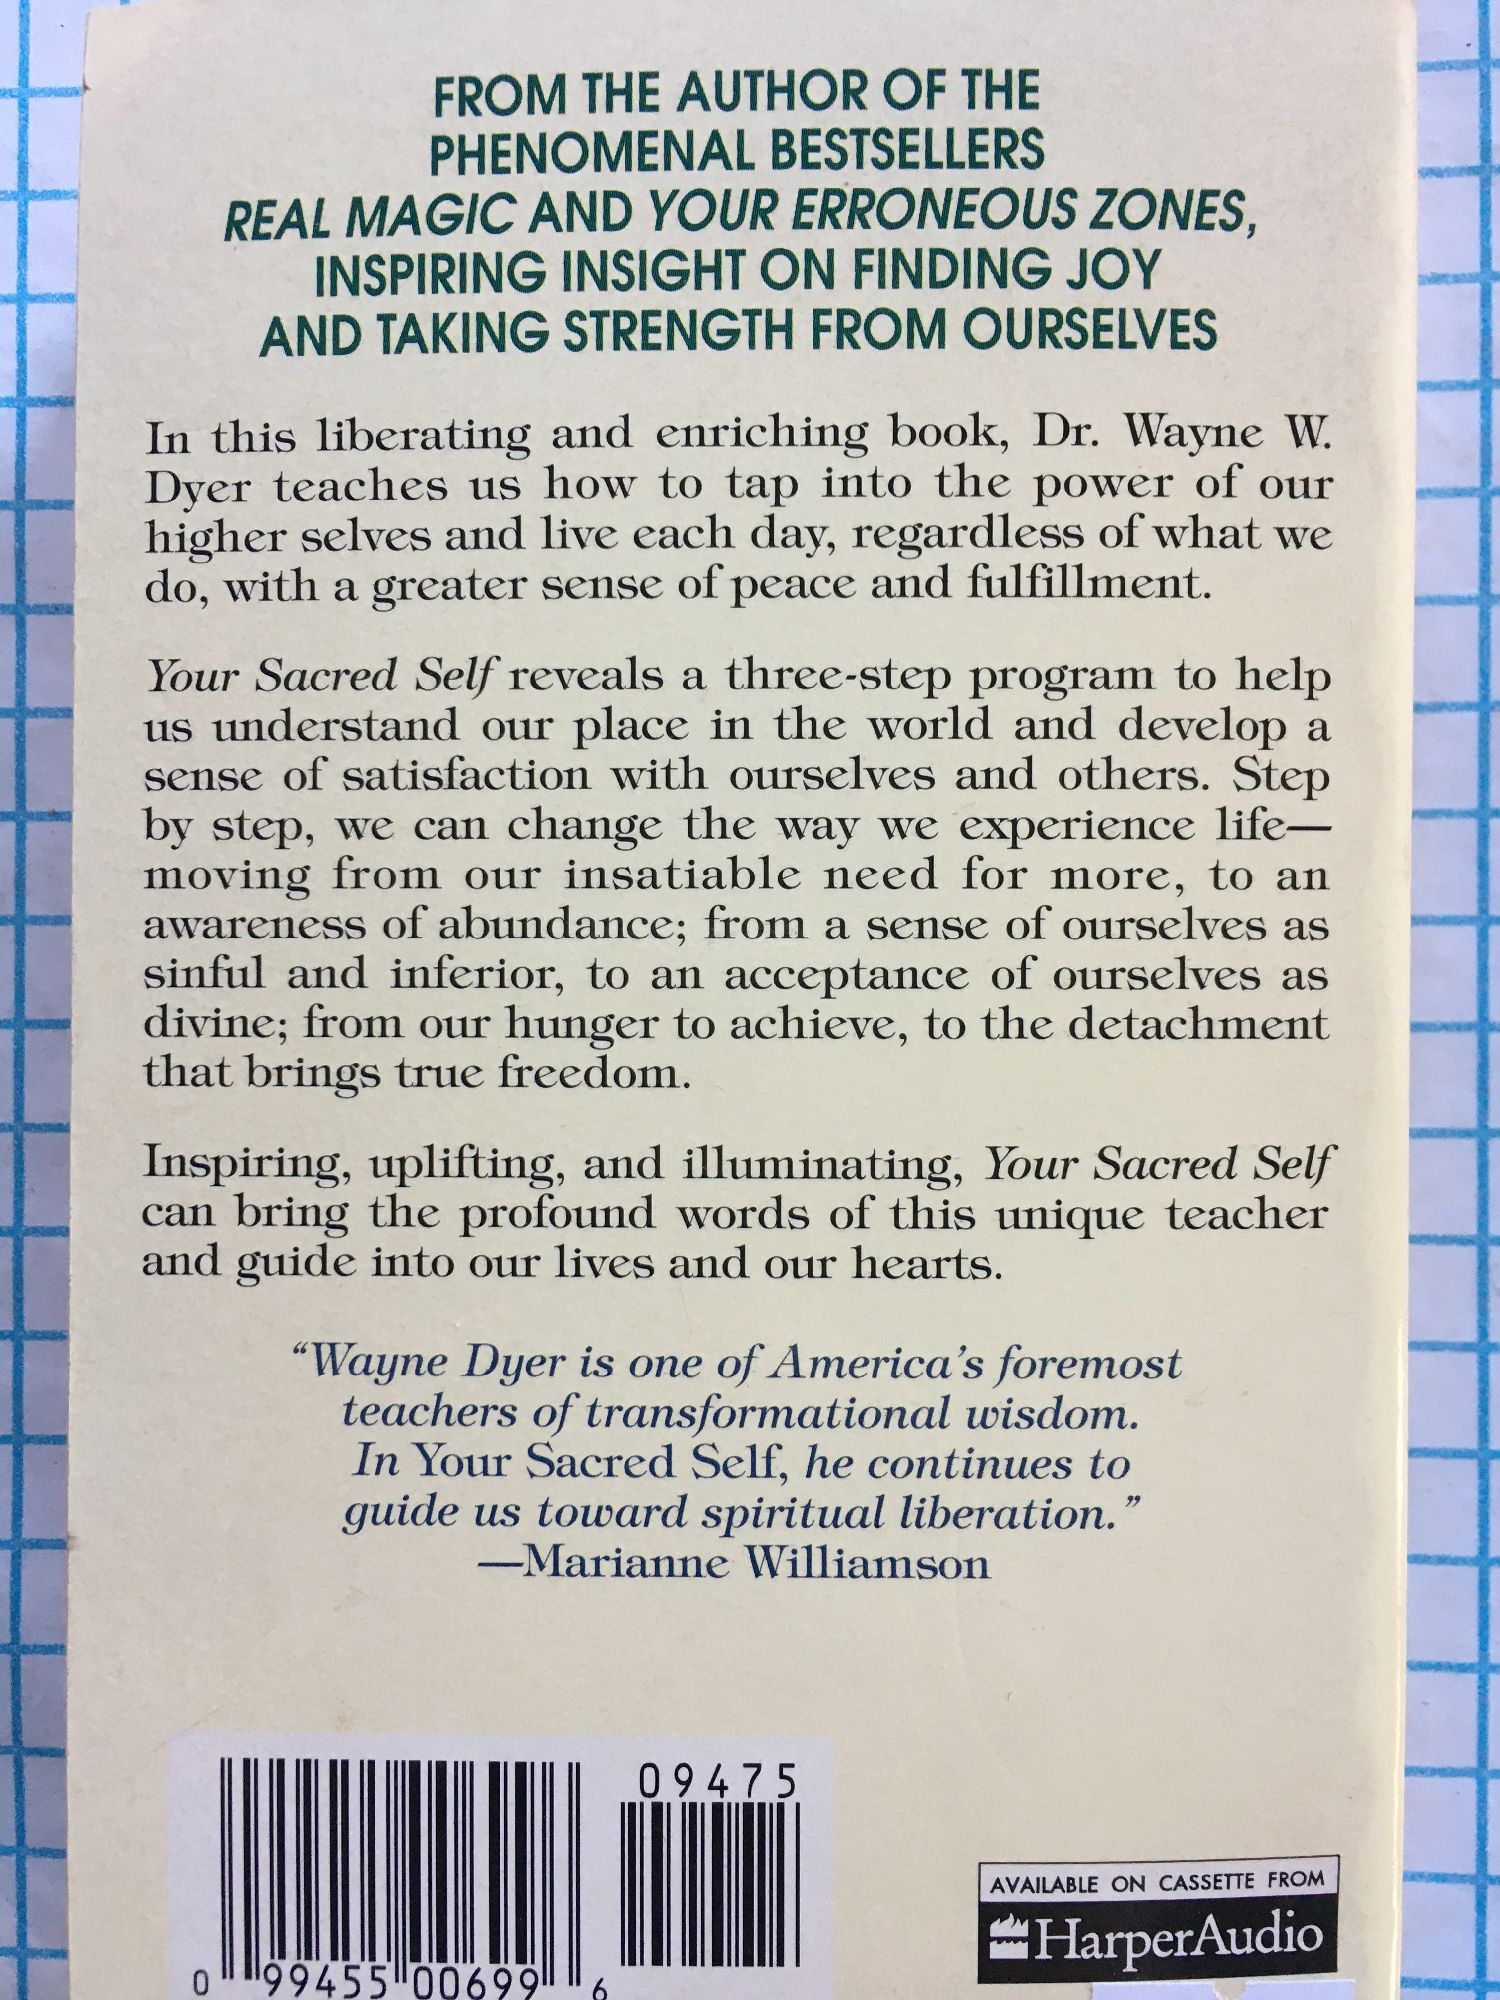 FROM THE AUTHOR OF THE
PHENOMENAL BESTSELLERS
REAL MAGIC AND YOUR ERRONEOUS ZONES,
INSPIRING INSIGHT ON FINDING JOY
AND TAKING STRENGTH FROM OURSELVES
In this liberating and enriching book, Dr. Wayne W.
Dyer teaches us how to tap into the power of our
higher selves and live each day, regardless of what we
do, with a greater sense of peace and fulfillment.
Your Sacred Self reveals a three-step program to help
us understand our place in the world and develop a
sense of satisfaction with ourselves and others. Step
by step, we can change the way we experience life—
moving from our insatiable need for more, to an
awareness of abundance; from a sense of ourselves as
sinful and inferior, to an acceptance of ourselves as
divine; from our hunger to achieve, to the detachment
that brings true freedom.
Inspiring, uplifting, and illuminating, Your Sacred Self
can bring the profound words of this unique teacher
and guide into our lives and our hearts.
“Wayne Dyer is one of America’s foremost
teachers of transformational wisdom.
In Your Sacred Self, he continues to
guide us toward spiritual liberation.”
—Marianne Williamson
09475
0 99455 00699 6
AVAILABLE ON CASSETTE FROM
HarperAudio